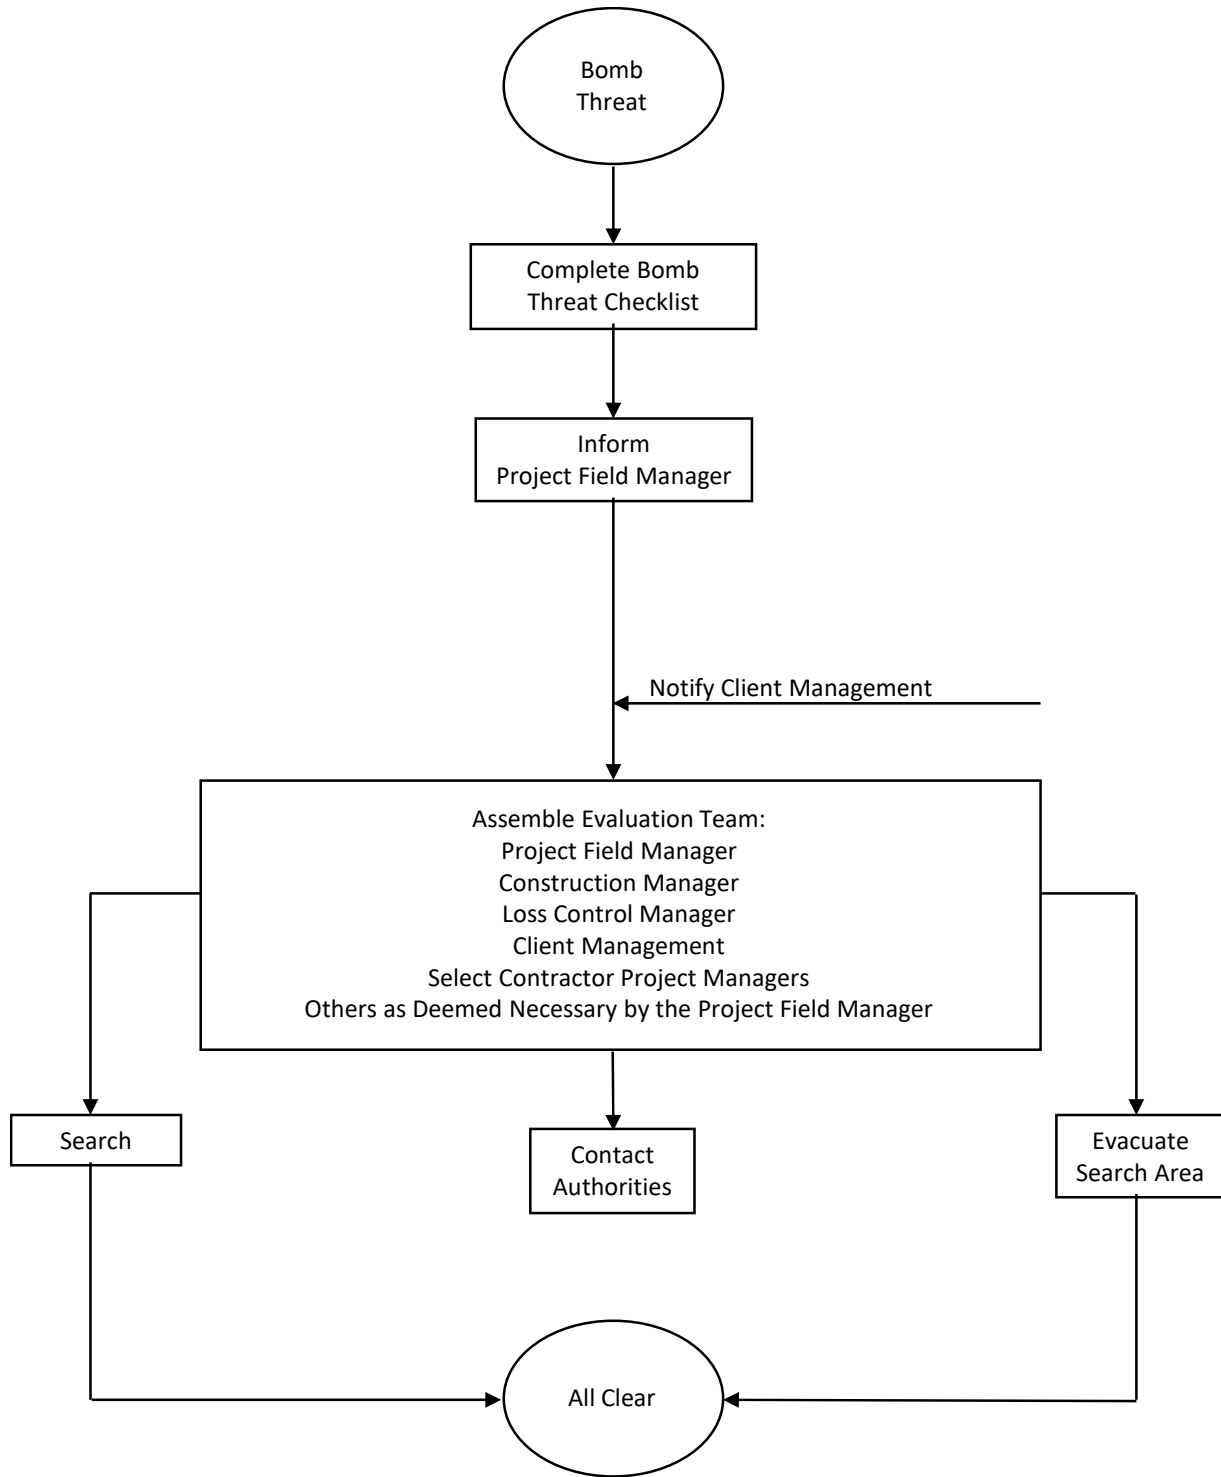 Bomb
Threat
Complete Bomb
Threat Checklist
Inform
Project Field Manager
Notify Client Management
Assemble Evaluation Team:
Project Field Manager
Construction Manager
Loss Control Manager
Client Management
Select Contractor Project Managers
Others as Deemed Necessary by the Project Field Manager
Search
Contact
Authorities
Evacuate
Search Area
All Clear